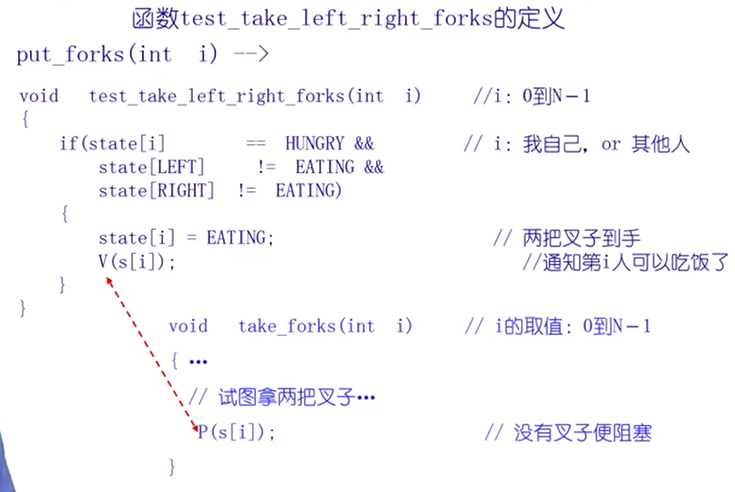 函数test_take_left_right_forks的定义
put_forks(int i) -->
void test_take_left_right_forks(int i) //i: 0到N-1
{
if(state[i] == HUNGRY && // i: 我自己, or 其他人
state[LEFT] != EATING &&
state[RIGHT] != EATING)
{
state[i] = EATING; // 两把叉子到手
V(s[i]); //通知第i人可以吃饭了
}
}
void take_forks(int i) // i的取值: 0到N-1
{ …
// 试图拿两把叉子…
P(s[i]); // 没有叉子便阻塞
}